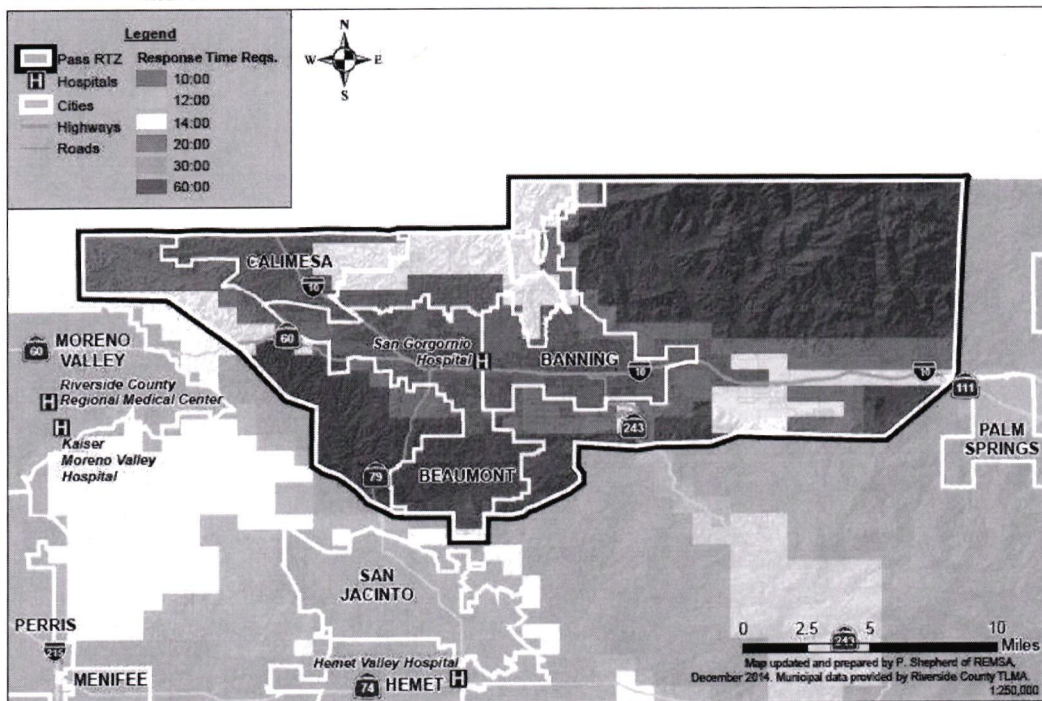 Legend
Pass RTZ
Hospitals
Cities
Highways
Roads
Response Time Reqs.
10:00
12:00
14:00
20:00
30:00
60:00
N
W E
S
H
CALIMESA
10
60
MORENO
VALLEY
60
San Gorgornio
Hospital
H
BANNING
10
10
111
Riverside County
Regional Medical Center
H
H
Kaiser
Moreno Valley
Hospital
243
PALM
SPRINGS
79
BEAUMONT
SAN
JACINTO
PERRIS
215
MENIFEE
Hemet Valley Hospital
H
74
HEMET
0 2.5 5 10
243
Miles
Map updated and prepared by P. Shepherd of REMSA,
December 2014. Municipal data provided by Riverside County TLMA.
1:250,000